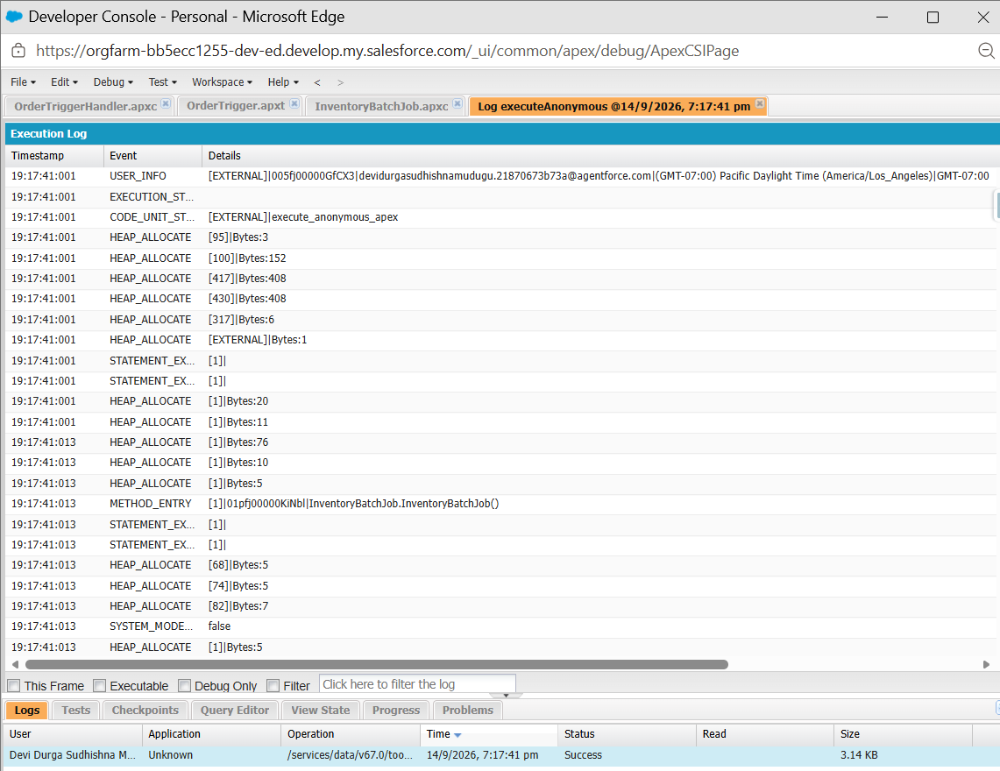 Developer Console - Personal - Microsoft Edge
https://orgfarm-bb5ecc1255-dev-ed.develop.my.salesforce.com/_ui/common/apex/debug/ApexCSIPage
File Edit Debug Test Workspace Help < >
OrderTriggerHandler.apxc OrderTrigger.apxt InventoryBatchJob.apxc Log executeAnonymous @14/9/2026, 7:17:41 pm
Execution Log
Timestamp Event Details
19:17:41:001 USER_INFO [EXTERNAL]|005fj00000GfCX3|devidurgasudhishnamudugu.21870673b73a@agentforce.com|(GMT-07:00) Pacific Daylight Time (America/Los_Angeles)|GMT-07:00
19:17:41:001 EXECUTION_ST...
19:17:41:001 CODE_UNIT_ST... [EXTERNAL]|execute_anonymous_apex
19:17:41:001 HEAP_ALLOCATE [95]|Bytes:3
19:17:41:001 HEAP_ALLOCATE [100]|Bytes:152
19:17:41:001 HEAP_ALLOCATE [417]|Bytes:408
19:17:41:001 HEAP_ALLOCATE [430]|Bytes:408
19:17:41:001 HEAP_ALLOCATE [317]|Bytes:6
19:17:41:001 HEAP_ALLOCATE [EXTERNAL]|Bytes:1
19:17:41:001 STATEMENT_EX... [1]|
19:17:41:001 STATEMENT_EX... [1]|
19:17:41:001 HEAP_ALLOCATE [1]|Bytes:20
19:17:41:001 HEAP_ALLOCATE [1]|Bytes:11
19:17:41:013 HEAP_ALLOCATE [1]|Bytes:76
19:17:41:013 HEAP_ALLOCATE [1]|Bytes:10
19:17:41:013 HEAP_ALLOCATE [1]|Bytes:5
19:17:41:013 METHOD_ENTRY [1]|01pfj00000KiNbl|InventoryBatchJob.InventoryBatchJob()
19:17:41:013 STATEMENT_EX... [1]|
19:17:41:013 STATEMENT_EX... [1]|
19:17:41:013 HEAP_ALLOCATE [68]|Bytes:5
19:17:41:013 HEAP_ALLOCATE [74]|Bytes:5
19:17:41:013 HEAP_ALLOCATE [82]|Bytes:7
19:17:41:013 SYSTEM_MODE... false
19:17:41:013 HEAP_ALLOCATE [1]|Bytes:5
This Frame Executable Debug Only Filter Click here to filter the log
Logs Tests Checkpoints Query Editor View State Progress Problems
User Application Operation Time Status Read Size
Devi Durga Sudhishna M... Unknown /services/data/v67.0/too... 14/9/2026, 7:17:41 pm Success 3.14 KB